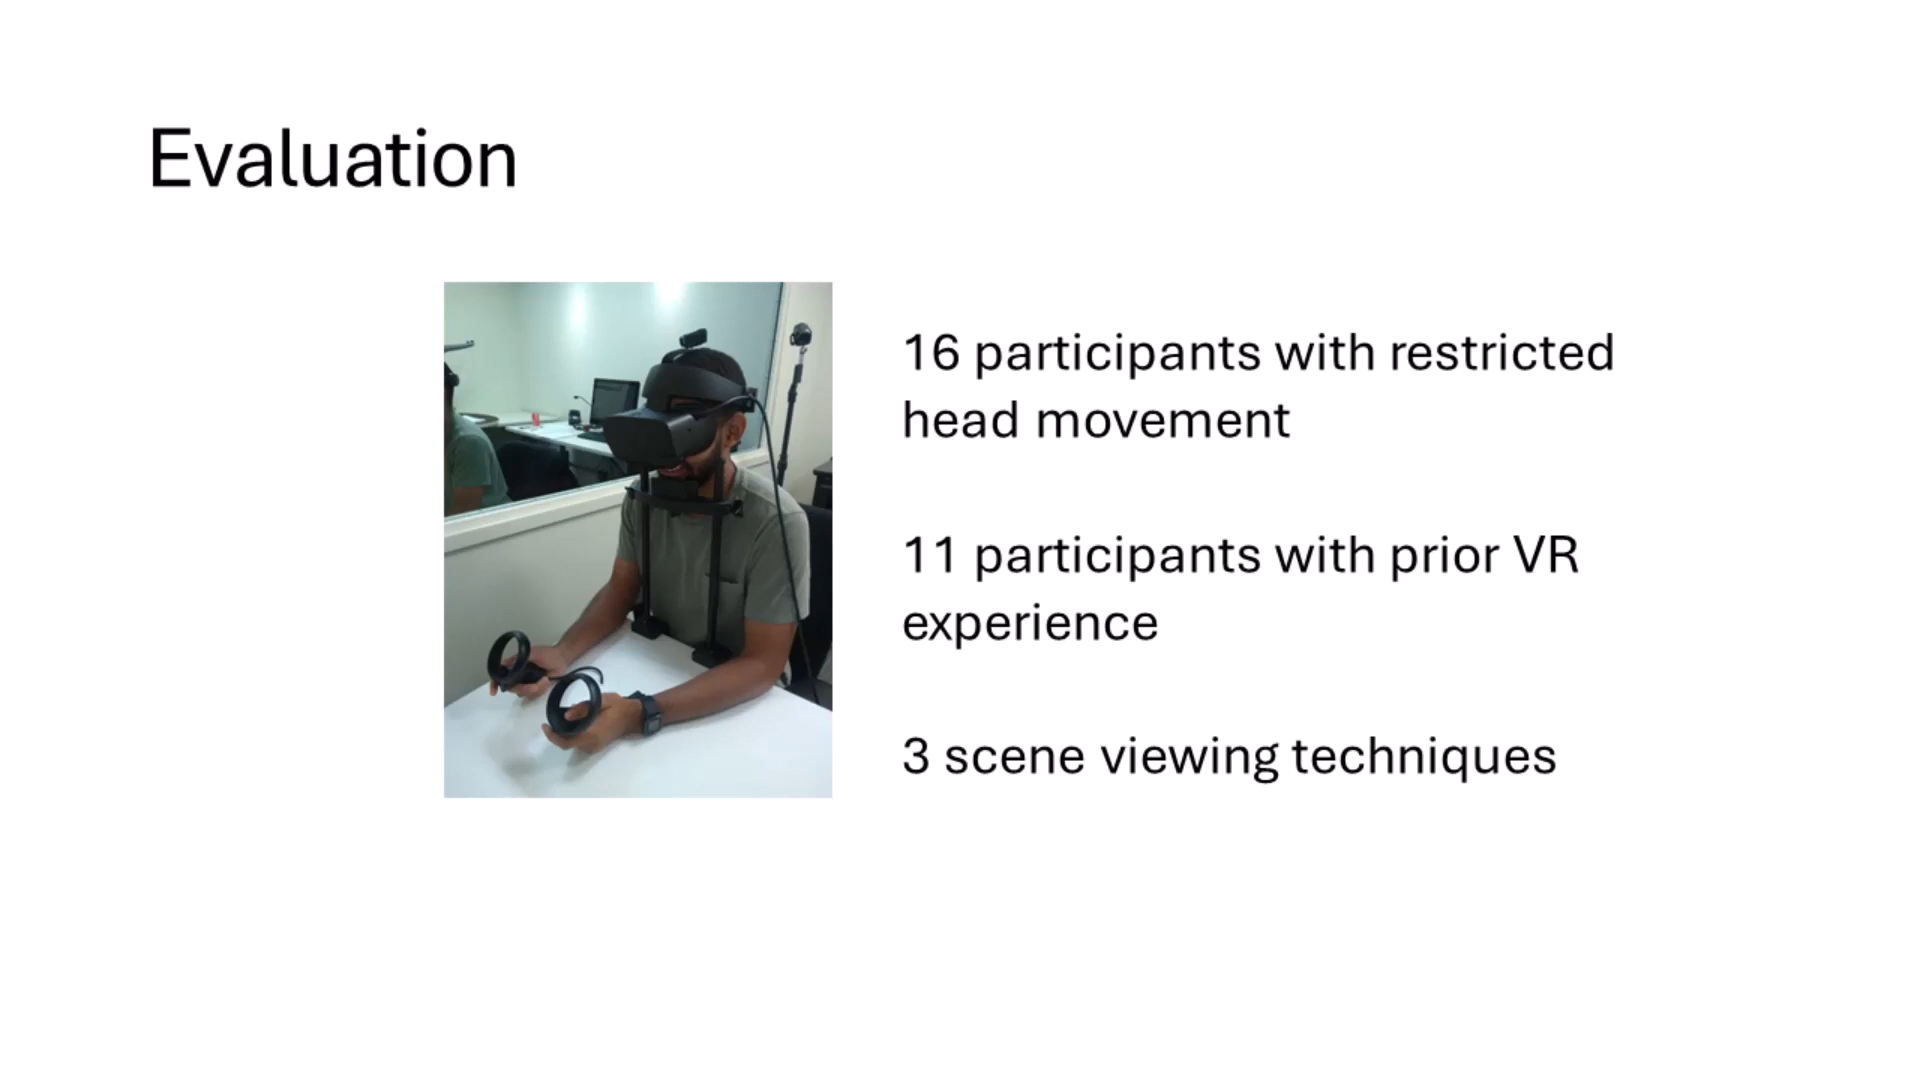 Evaluation
16 participants with restricted
head movement
11 participants with prior VR
experience
3 scene viewing techniques